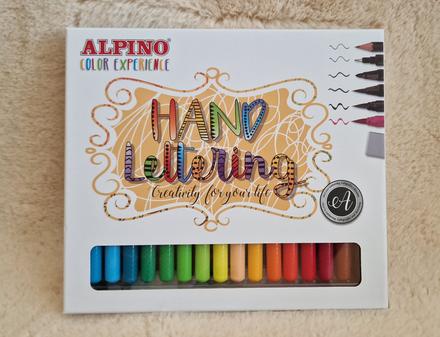 ALPINO
COLOR EXPERIENCE
HAND
Lettering
Creativity for your life
A